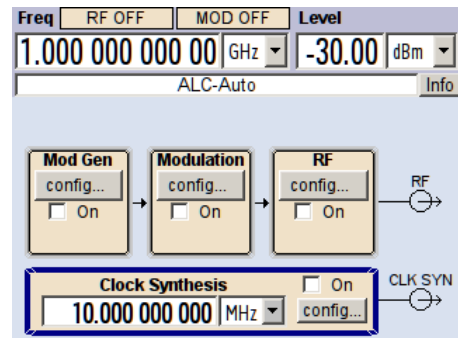 Freq RF OFF MOD OFF Level
1.000 000 000 00 GHz -30.00 dBm
ALC-Auto Info
Mod Gen Modulation RF
config... config... config... RF
On On On
Clock Synthesis On CLK SYN
10.000 000 000 MHz config...